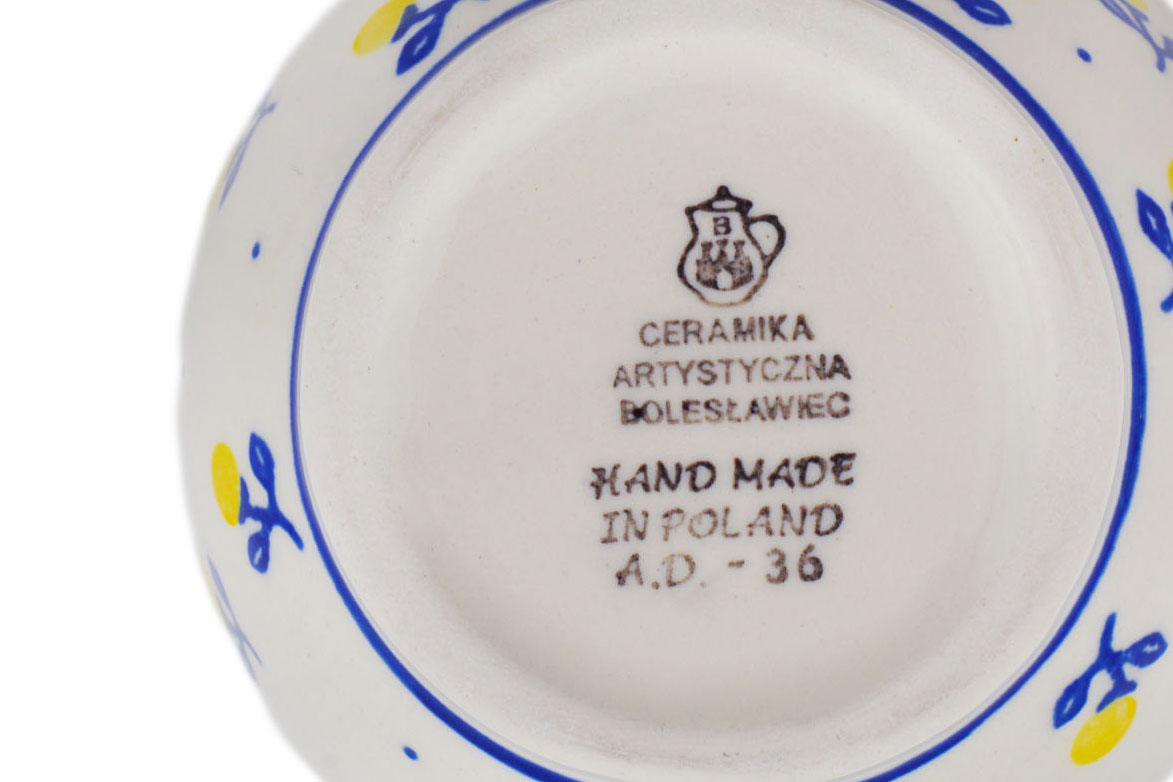 B
CERAMIKA
ARTYSTYCZNA
BOLESŁAWIEC
HAND MADE
IN POLAND
A.D. - 36